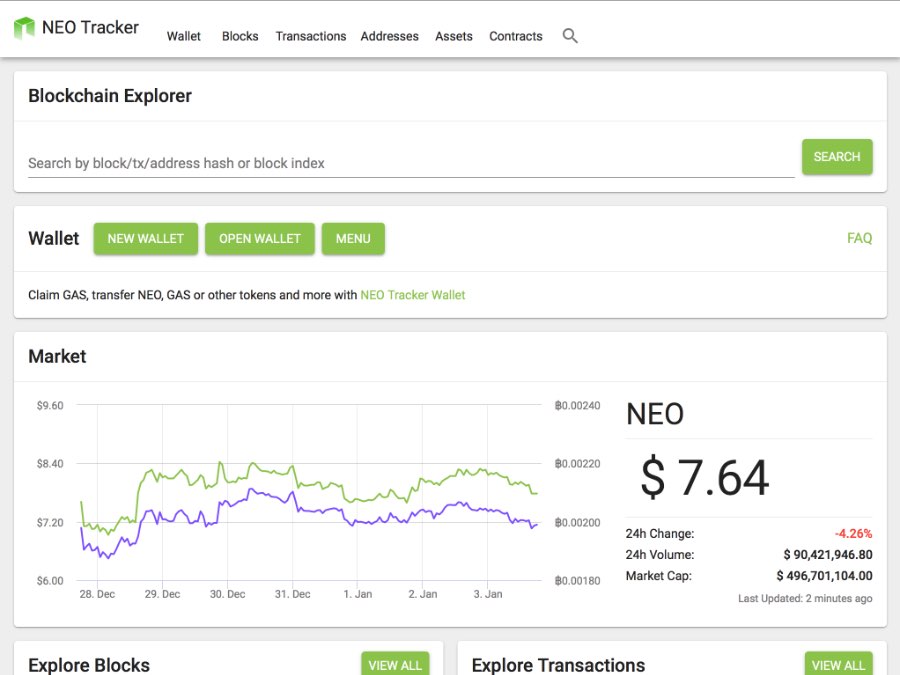 NEO Tracker
Wallet Blocks Transactions Addresses Assets Contracts
Blockchain Explorer
Search by block/tx/address hash or block index
SEARCH
Wallet NEW WALLET OPEN WALLET MENU FAQ
Claim GAS, transfer NEO, GAS or other tokens and more with NEO Tracker Wallet
Market
$9.60 ฿0.00240
$8.40 ฿0.00220
$7.20 ฿0.00200
$6.00 ฿0.00180
28. Dec 29. Dec 30. Dec 31. Dec 1. Jan 2. Jan 3. Jan
NEO
$ 7.64
24h Change: -4.26%
24h Volume: $ 90,421,946.80
Market Cap: $ 496,701,104.00
Last Updated: 2 minutes ago
Explore Blocks VIEW ALL
Explore Transactions VIEW ALL